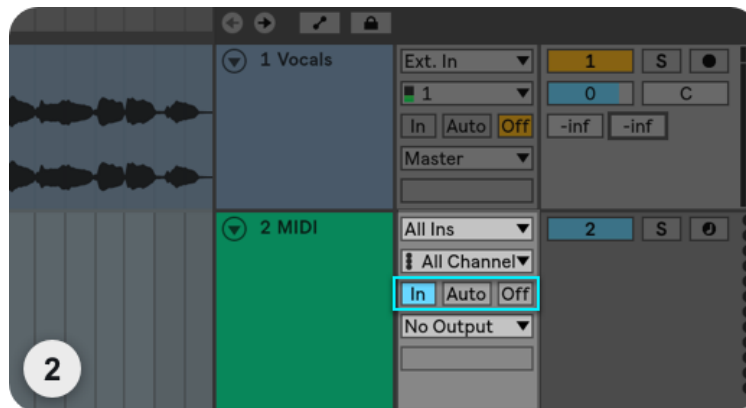 1 Vocals Ext. In 1 S
1 0 C
In Auto Off -inf -inf
Master
2 MIDI All Ins 2 S
All Channel
In Auto Off
No Output
2